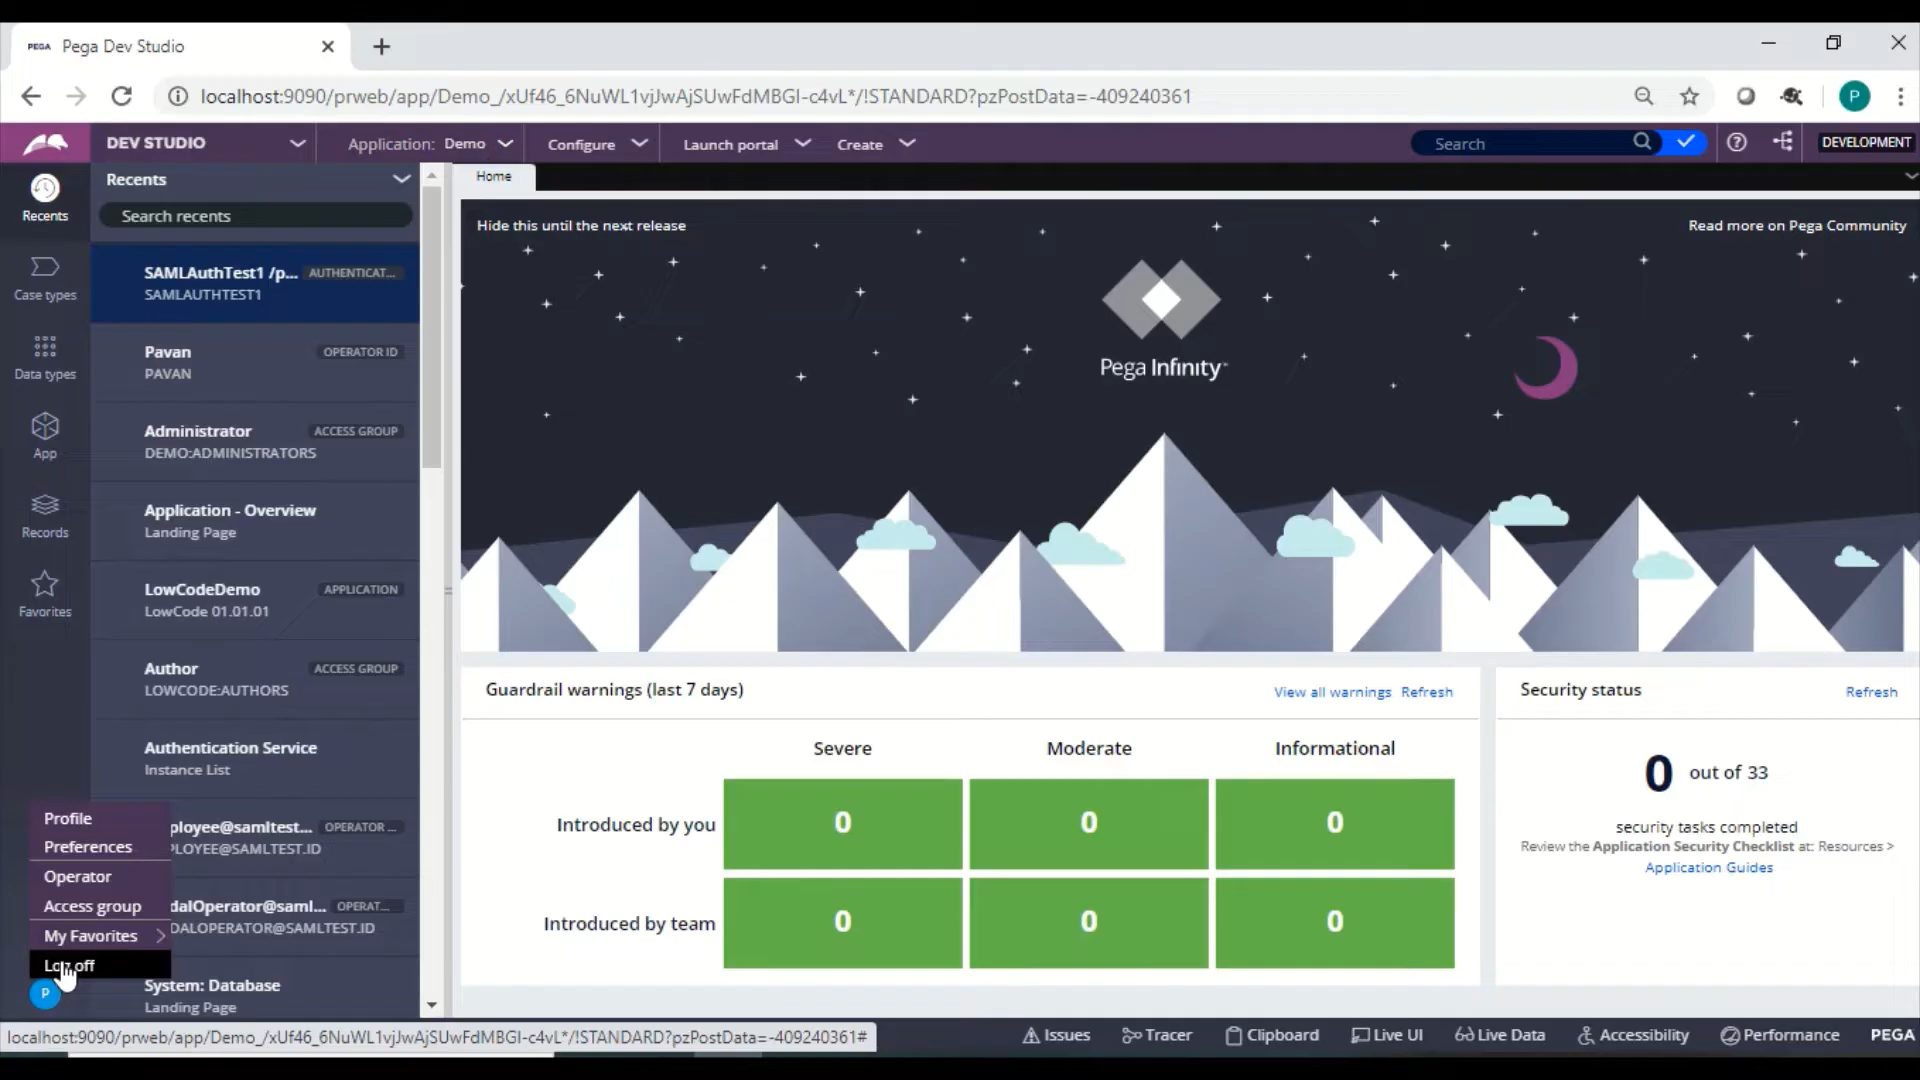 PEGA Pega Dev Studio
localhost:9090/prweb/app/Demo_/xUf46_6NuWL1vjJwAjSUwFdMBGI-c4vL*/!STANDARD?pzPostData=-409240361
P
DEV STUDIO
Application: Demo
Configure
Launch portal
Create
Search
DEVELOPMENT
Recents
Case types
Data types
App
Records
Favorites
Recents
Search recents
SAMLAuthTest1 /p... AUTHENTICAT...
SAMLAUTHTEST1
Pavan OPERATOR ID
PAVAN
Administrator ACCESS GROUP
DEMO:ADMINISTRATORS
Application - Overview
Landing Page
LowCodeDemo APPLICATION
LowCode 01.01.01
Author ACCESS GROUP
LOWCODE:AUTHORS
Authentication Service
Instance List
ployee@samltest... OPERATOR ...
PLOYEE@SAMLTEST.ID
dalOperator@saml... OPERAT...
DALOPERATOR@SAMLTEST.ID
System: Database
Landing Page
Profile
Preferences
Operator
Access group
My Favorites
Log off
P
Home
Hide this until the next release
Read more on Pega Community
Pega Infinity
Guardrail warnings (last 7 days)
View all warnings Refresh
Severe Moderate Informational
Introduced by you 0 0 0
Introduced by team 0 0 0
Security status
Refresh
0 out of 33
security tasks completed
Review the Application Security Checklist at: Resources >
Application Guides
localhost:9090/prweb/app/Demo_/xUf46_6NuWL1vjJwAjSUwFdMBGI-c4vL*/!STANDARD?pzPostData=-409240361#
Issues Tracer Clipboard Live UI Live Data Accessibility Performance PEGA